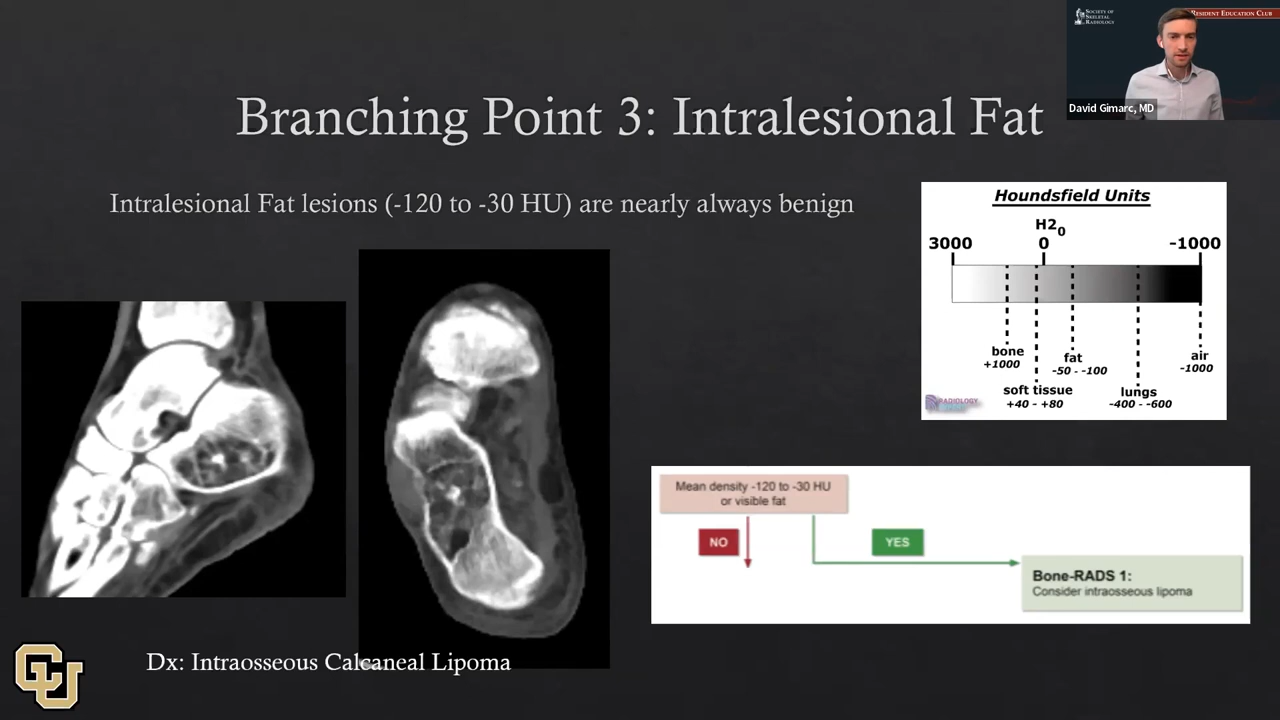 SOCIETY OF
SKELETAL
RADIOLOGY
RESIDENT EDUCATION CLUB
David Gimarc, MD
Branching Point 3: Intralesional Fat
Intralesional Fat lesions (-120 to -30 HU) are nearly always benign
Houndsfield Units
H20
3000 0 -1000
bone
+1000
fat
-50 - -100
air
-1000
soft tissue
+40 - +80
lungs
-400 - -600
RADIOLOGY
Mean density -120 to -30 HU
or visible fat
NO
YES
Bone-RADS 1:
Consider intraosseous lipoma
Dx: Intraosseous Calcaneal Lipoma
CU